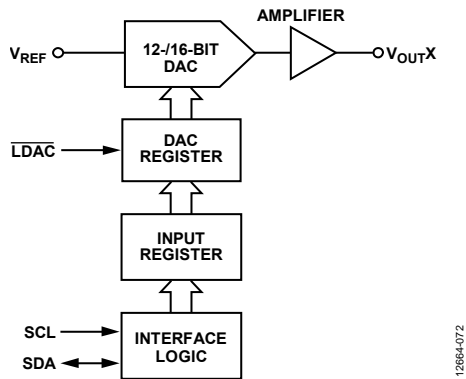 AMPLIFIER
VREF
12-/16-BIT
DAC
VOUTX
LDAC
DAC
REGISTER
INPUT
REGISTER
SCL
SDA
INTERFACE
LOGIC
12664-072